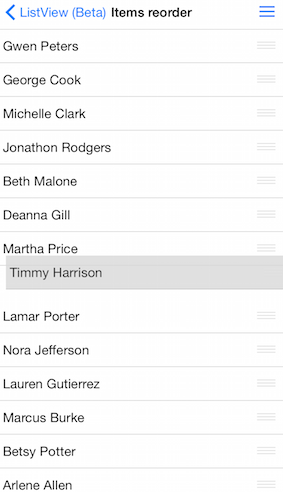 ListView (Beta) Items reorder
Gwen Peters
George Cook
Michelle Clark
Jonathon Rodgers
Beth Malone
Deanna Gill
Martha Price
Timmy Harrison
Lamar Porter
Nora Jefferson
Lauren Gutierrez
Marcus Burke
Betsy Potter
Arlene Allen